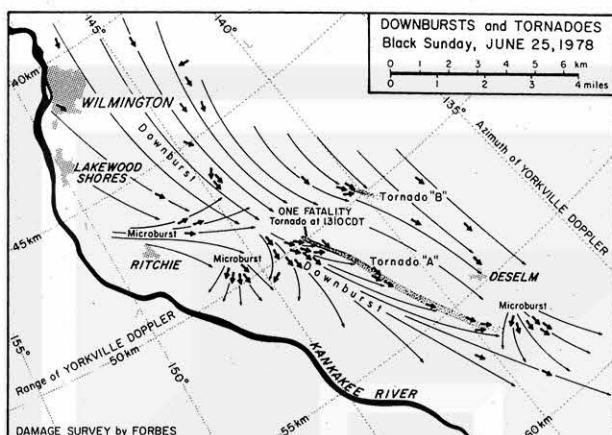 DOWNBURSTS and TORNADOES
Black Sunday, JUNE 25, 1978
0 1 2 3 4 5 6 km
0 2 4 miles
145°
140°
135°
40km
WILMINGTON
Azimuth of YORKVILLE DOPPLER
Downburst
LAKEWOOD
SHORES
Tornado "B"
ONE FATALITY
Tornado at 1310CDT
45km
Microburst
RITCHIE
Microburst
Tornado "A"
Downburst
DESELM
Microburst
155°
Range of YORKVILLE DOPPLER
50km
150°
KANKAKEE RIVER
55km
60km
DAMAGE SURVEY by FORBES